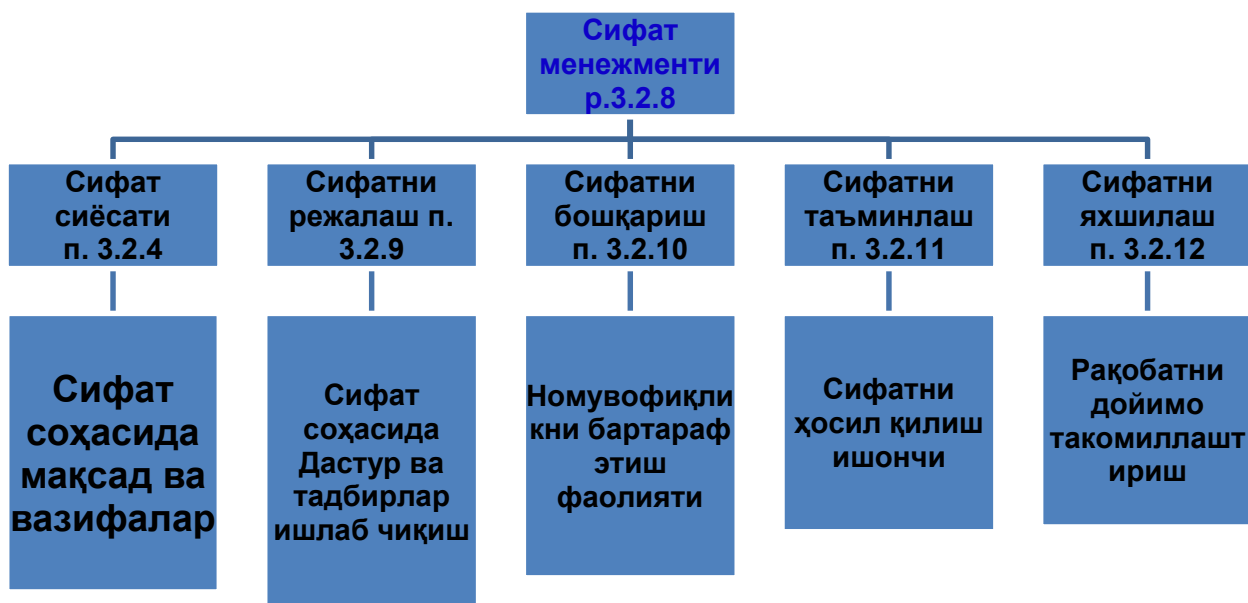 Сифат
менежменти
р.3.2.8
Сифат
сиёсати
п. 3.2.4
Сифатни
режалаш п.
3.2.9
Сифатни
бошқариш
п. 3.2.10
Сифатни
таъминлаш
п. 3.2.11
Сифатни
яхшилаш
п. 3.2.12
Сифат
соҳасида
мақсад ва
вазифалар
Сифат
соҳасида
Дастур ва
тадбирлар
ишлаб чиқиш
Номувофиқли
кни бартараф
этиш
фаолияти
Сифатни
ҳосил қилиш
ишончи
Рақобатни
дойимо
такомиллашт
ириш